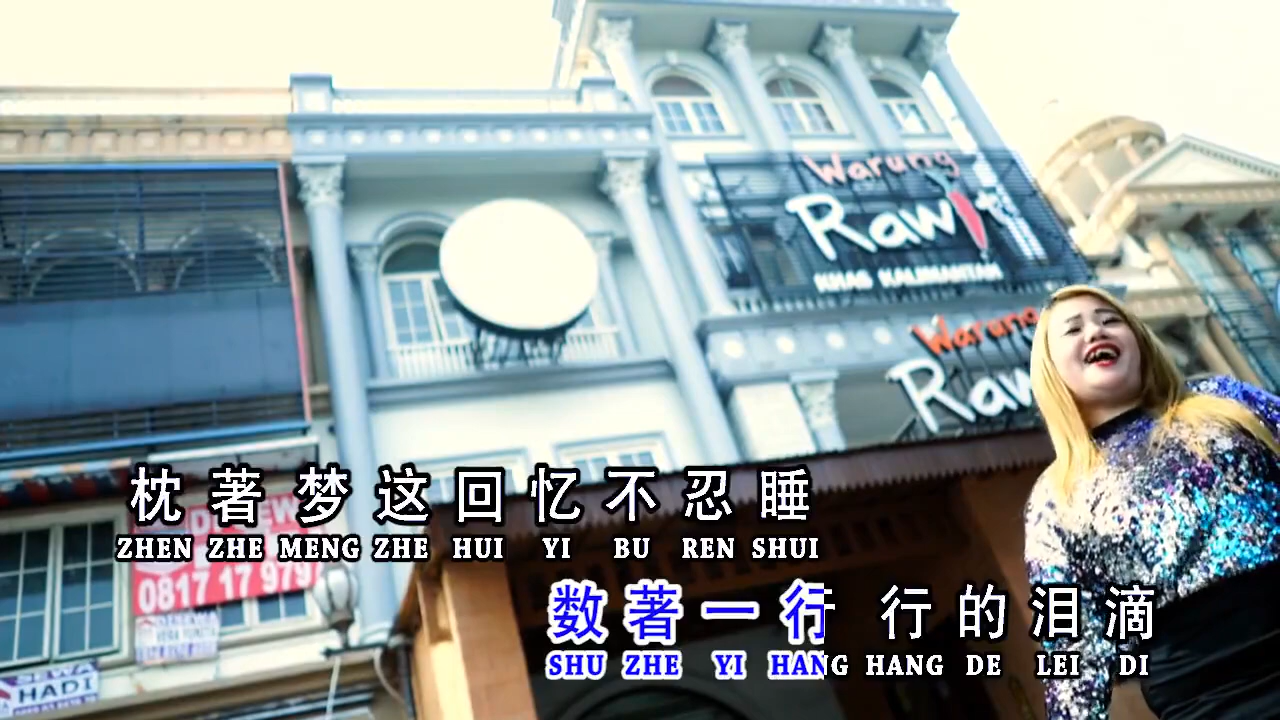 Warung
Rawit
KHAS KALIMANTAN
Warung
Raw
枕著梦这回忆不忍睡
ZHEN ZHE MENG ZHE HUI YI BU REN SHUI
0817 17 979
数著一行 行的泪滴
SHU ZHE YI HANG HANG DE LEI DI
SEWA
HADI